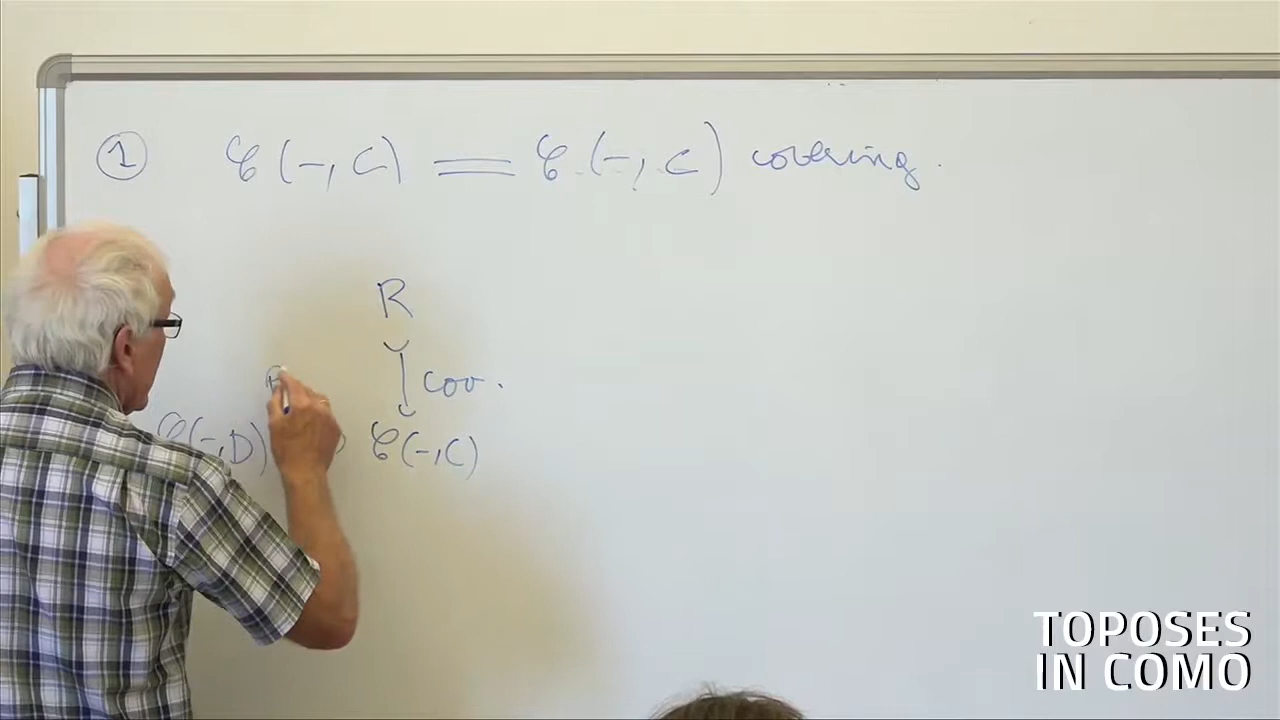 ① 𝒞(-, C) = 𝒞(-, C) covering.
R
cov.
𝒞(-, D) 𝒞(-, C)
TOPOSES
IN COMO